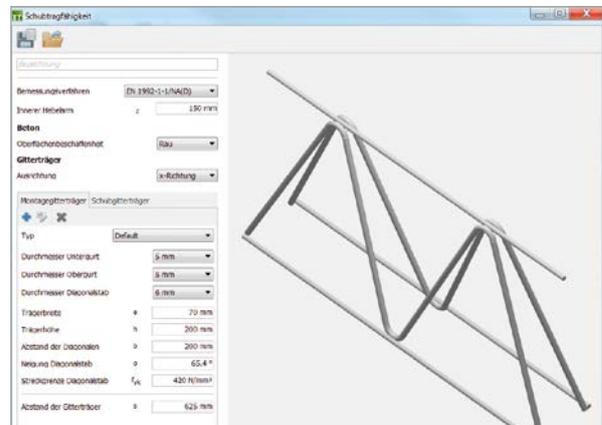 Schubtragfähigkeit
Bezeichnung
Bemessungsverfahren EN 1992-1-1/NA(D)
Innerer Hebelarm z 150 mm
Beton
Oberflächenbeschaffenheit Rau
Gitterträger
Ausrichtung x-Richtung
Montagegitterträger Schubgitterträger
Typ Default
Durchmesser Untergurt 5 mm
Durchmesser Obergurt 5 mm
Durchmesser Diagonalstab 6 mm
Trägerbreite 70 mm
Trägerhöhe h 200 mm
Abstand der Diagonalen 200 mm
Neigung Diagonalstab 65.4 °
Streckgrenze Diagonalstab fyk 420 N/mm²
Abstand der Gitterträger s 625 mm